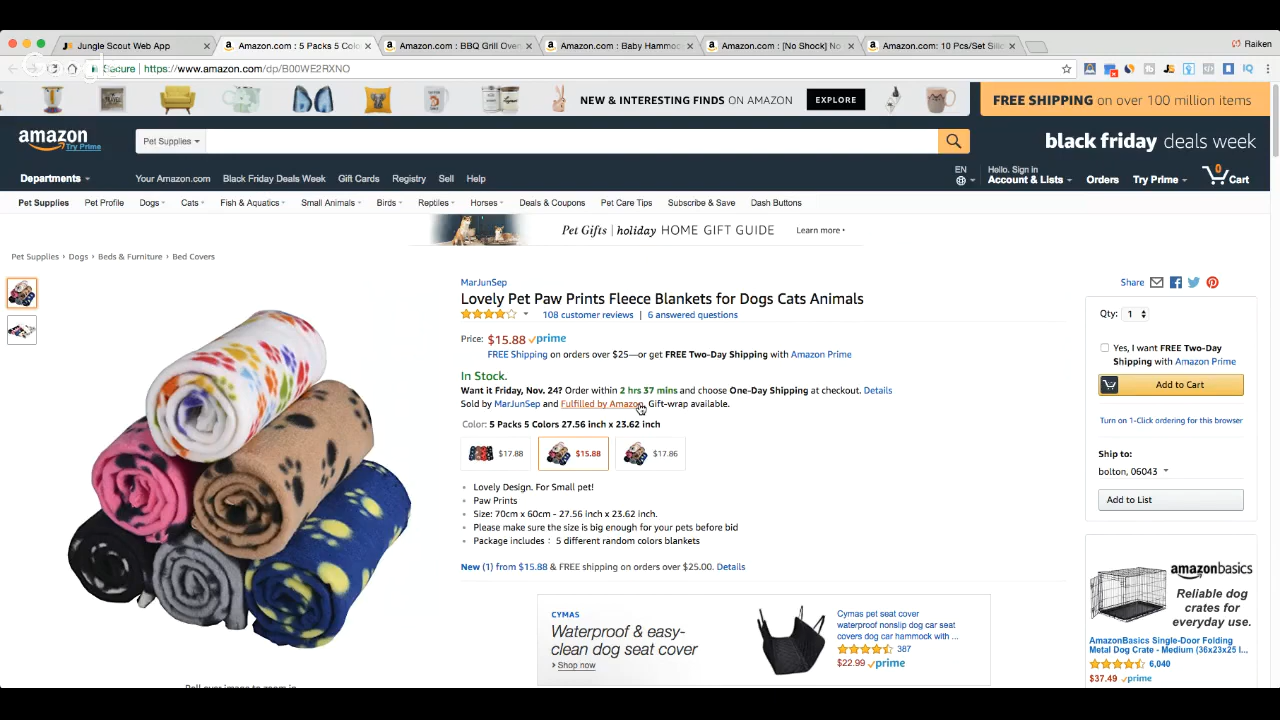 Jungle Scout Web App
Amazon.com : 5 Packs 5 Colo
Amazon.com : BBQ Grill Over
Amazon.com : Baby Hammoc
Amazon.com : [No Shock] No
Amazon.com: 10 Pcs/Set Silic
Raiken
Secure
https://www.amazon.com/dp/B00WE2RXNO
NEW & INTERESTING FINDS ON AMAZON
EXPLORE
FREE SHIPPING on over 100 million items
amazon
Try Prime
Pet Supplies
black friday deals week
Departments
Your Amazon.com
Black Friday Deals Week
Gift Cards
Registry
Sell
Help
EN
Hello. Sign in
Account & Lists
Orders
Try Prime
0
Cart
Pet Supplies
Pet Profile
Dogs
Cats
Fish & Aquatics
Small Animals
Birds
Reptiles
Horses
Deals & Coupons
Pet Care Tips
Subscribe & Save
Dash Buttons
Pet Gifts | holiday HOME GIFT GUIDE
Learn more ›
Pet Supplies › Dogs › Beds & Furniture › Bed Covers
MarJunSep
Lovely Pet Paw Prints Fleece Blankets for Dogs Cats Animals
108 customer reviews | 6 answered questions
Price: $15.88 prime
FREE Shipping on orders over $25—or get FREE Two-Day Shipping with Amazon Prime
In Stock.
Want it Friday, Nov. 24? Order within 2 hrs 37 mins and choose One-Day Shipping at checkout. Details
Sold by MarJunSep and Fulfilled by Amazon. Gift-wrap available.
Color: 5 Packs 5 Colors 27.56 inch x 23.62 inch
$17.88
$15.88
$17.86
• Lovely Design. For Small pet!
• Paw Prints
• Size: 70cm x 60cm - 27.56 inch x 23.62 inch.
• Please make sure the size is big enough for your pets before bid
• Package includes： 5 different random colors blankets
New (1) from $15.88 & FREE shipping on orders over $25.00. Details
CYMAS
Waterproof & easy-
clean dog seat cover
› Shop now
Cymas pet seat cover
waterproof nonslip dog car seat
covers dog car hammock with ...
387
$22.99 prime
Share
Qty: 1
Yes, I want FREE Two-Day
Shipping with Amazon Prime
Add to Cart
Turn on 1-Click ordering for this browser
Ship to:
bolton, 06043
Add to List
amazonbasics
Reliable dog
crates for
everyday use.
AmazonBasics Single-Door Folding
Metal Dog Crate - Medium (36x23x25 I...
6,040
$37.49 prime
Roll over image to zoom in